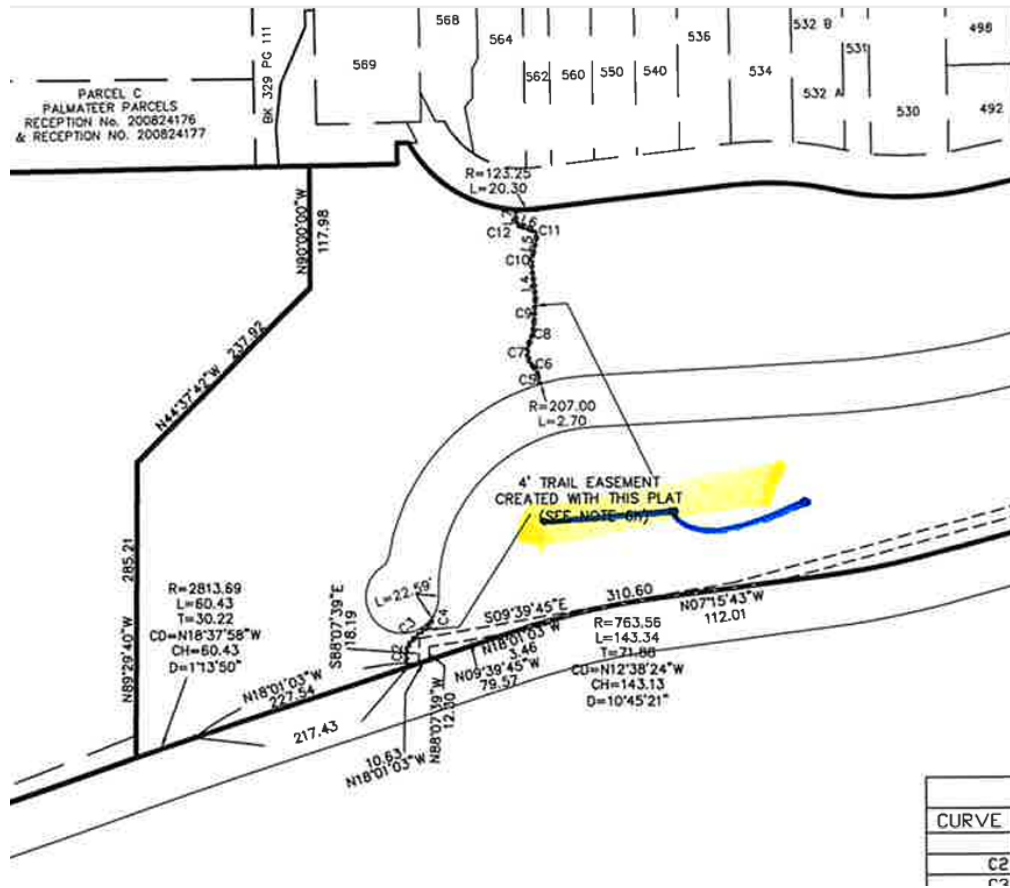 568
532 B
564
536
498
569
531
562
560
550
540
534
532 A
530
492
BK 329 PG 111
PARCEL C
PALMATEER PARCELS
RECEPTION No. 200824176
& RECEPTION NO. 200824177
R=123.25
L=20.30
N90°00'00"W
117.98
L7
L6
C12
C11
L5
C10
L4
C9
C8
C7
C6
C5
N44°37'42"W
237.92
R=207.00
L=2.70
4' TRAIL EASEMENT
CREATED WITH THIS PLAT
(SEE NOTE 6h)
N89°29'40"W
285.21
R=2813.69
L=60.43
T=30.22
CD=N18°37'58"W
CH=60.43
D=1°13'50"
L=22.59'
S88°07'39"E
18.19
C3
C4
C2
S09°39'45"E
310.60
N07°15'43"W
112.01
N18°01'03"W
3.46
N09°39'45"W
79.57
R=763.56
L=143.34
T=71.88
CD=N12°38'24"W
CH=143.13
D=10°45'21"
N18°01'03"W
227.54
217.43
N88°07'39"W
12.00
10.63
N18°01'03"W
CURVE
C2
C3